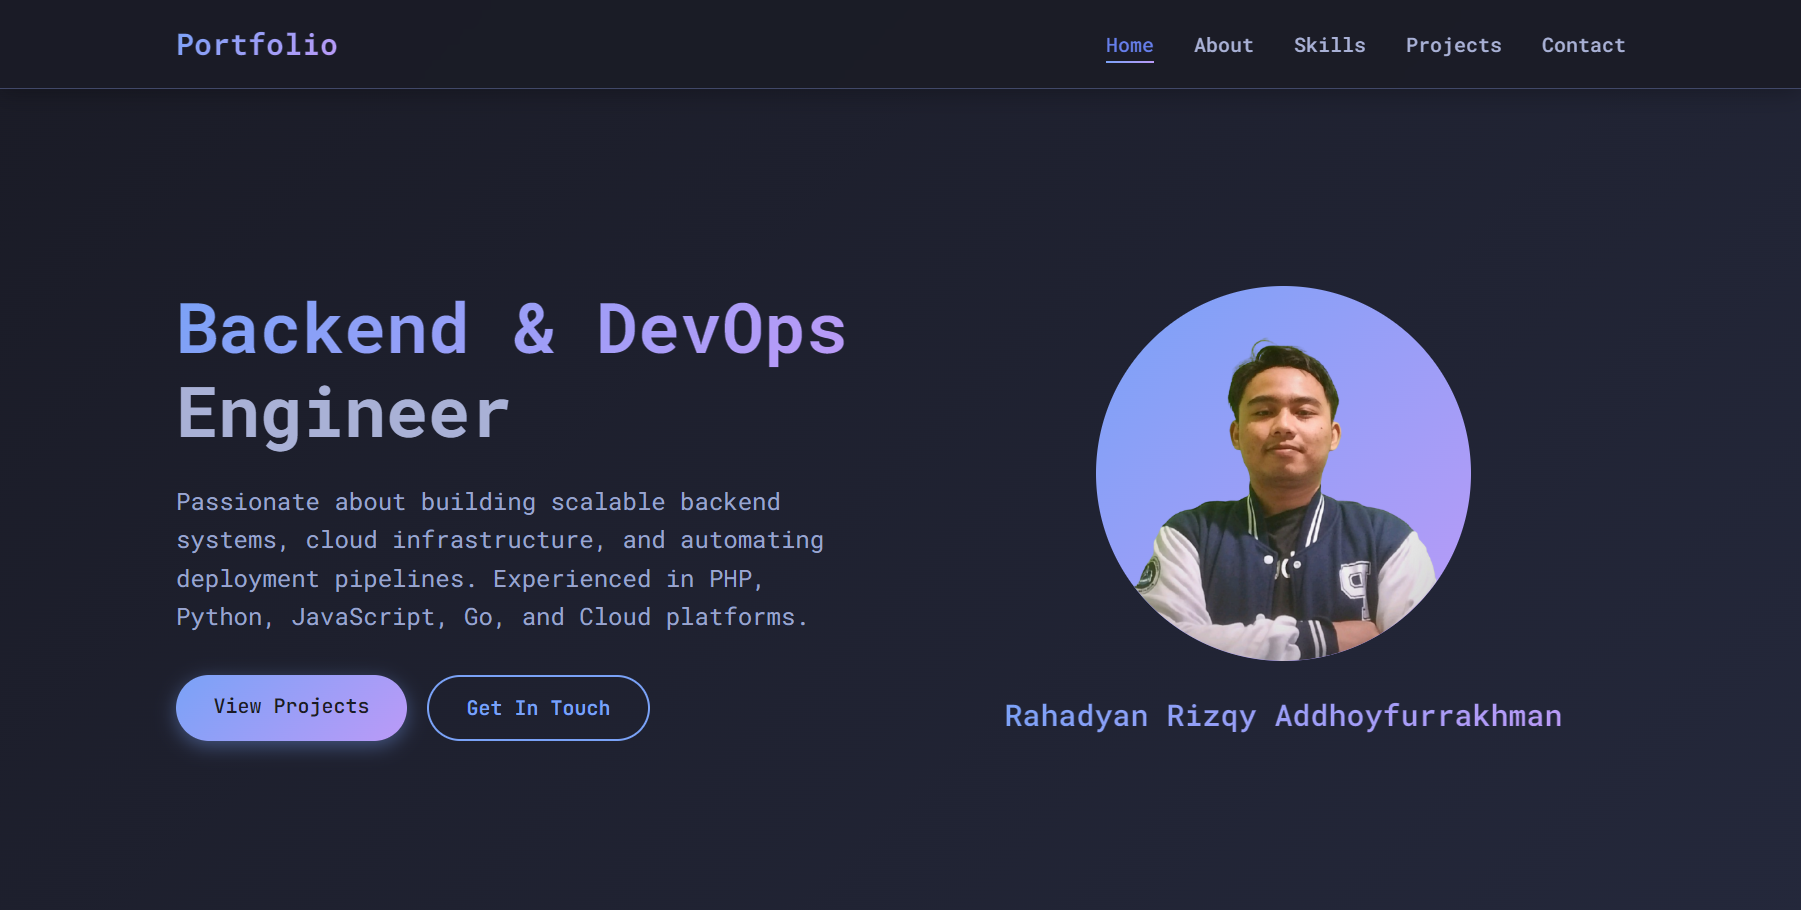 Portfolio
Home
About
Skills
Projects
Contact
Backend & DevOps
Engineer
Passionate about building scalable backend
systems, cloud infrastructure, and automating
deployment pipelines. Experienced in PHP,
Python, JavaScript, Go, and Cloud platforms.
View Projects
Get In Touch
P
Rahadyan Rizqy Addhoyfurrakhman